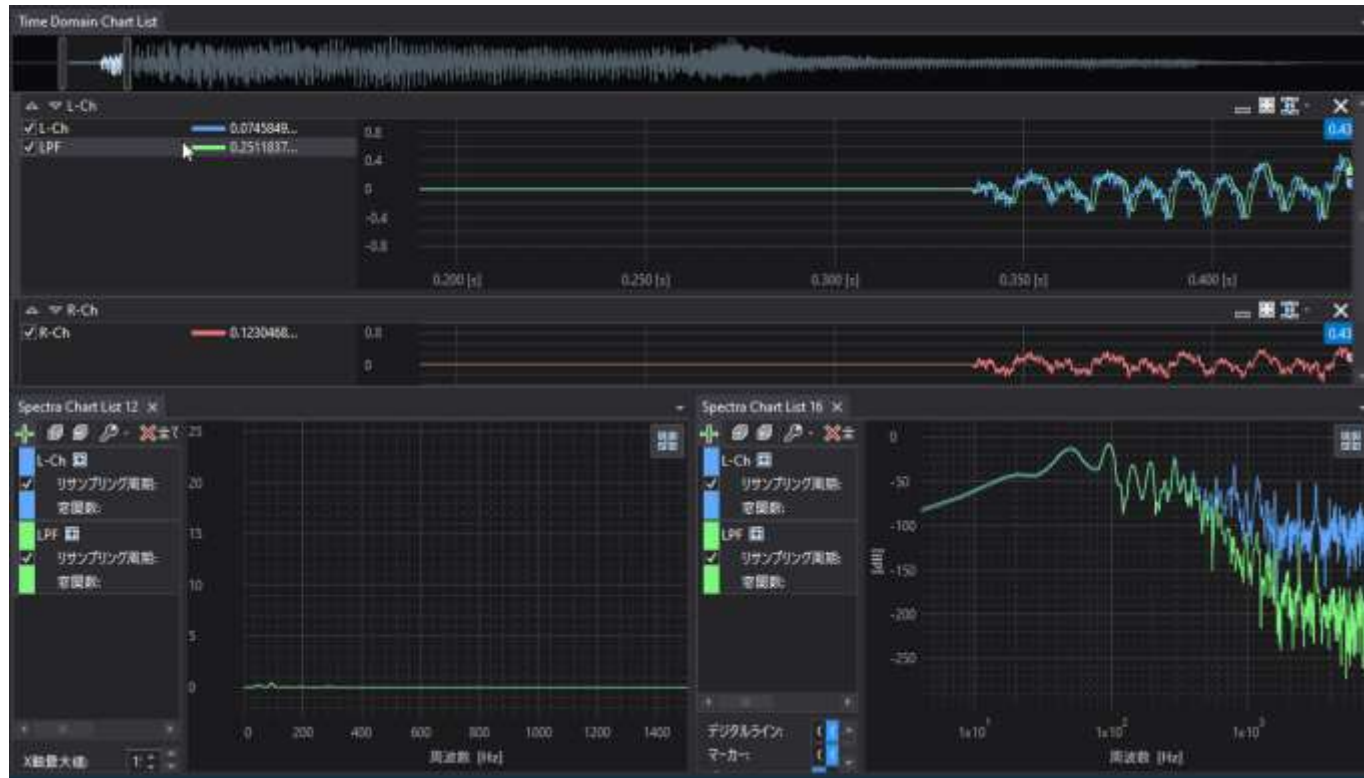 Time Domain Chart List
L-Ch
L-Ch 0.0745849...
LPF 0.2511837...
0.43
0.8
0.4
0
-0.4
-0.8
0.200 [s] 0.250 [s] 0.300 [s] 0.350 [s] 0.400 [s]
R-Ch
R-Ch 0.1230468...
0.43
0.8
0
Spectra Chart List 12
全て
L-Ch
リサンプリング周期:
窓関数:
LPF
リサンプリング周期:
窓関数:
X軸最大値:
20
15
10
5
0
0 200 400 600 800 1000 1200 1400
周波数 [Hz]
Spectra Chart List 16
L-Ch
リサンプリング周期:
窓関数:
LPF
リサンプリング周期:
窓関数:
デジタルライン:
マーカー:
0
-50
-100
-150
-200
-250
[dB]
周波数 [Hz]